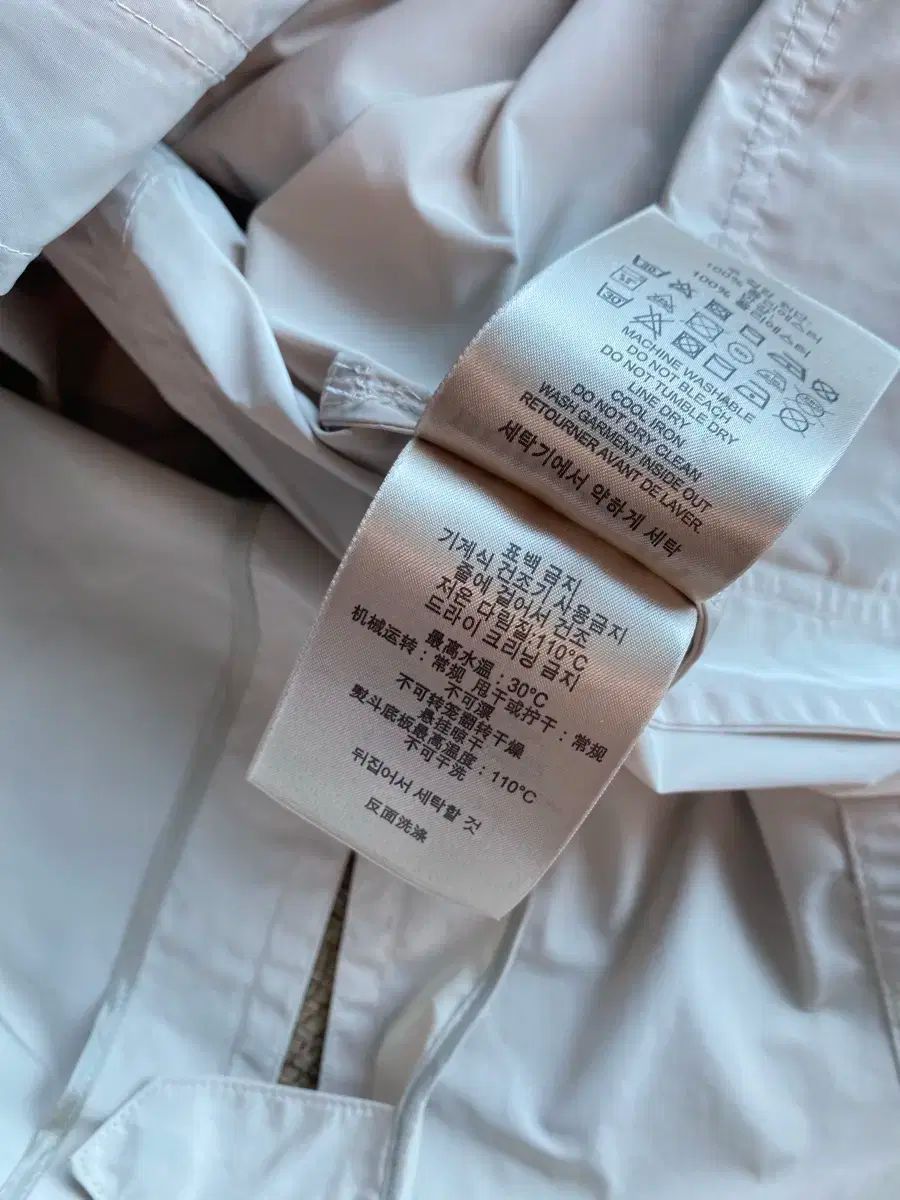 100% 폴리에스터
MACHINE WASHABLE
DO NOT BLEACH
DO NOT TUMBLE DRY
LINE DRY
COOL IRON
DO NOT DRY CLEAN
WASH GARMENT INSIDE OUT
RETOURNER AVANT DE LAVER.
세탁기에서 약하게 세탁
표백 금지
기계식 건조기 사용금지
줄에 걸어서 건조
저온 다림질:110°C
드라이 크리닝 금지
最高水温：30°C
机械运转：常规 甩干或拧干：常规
不可漂
不可转笼翻转干燥
悬挂晾干
熨斗底板最高温度：110°C
不可干洗
뒤집어서 세탁할 것
反面洗涤